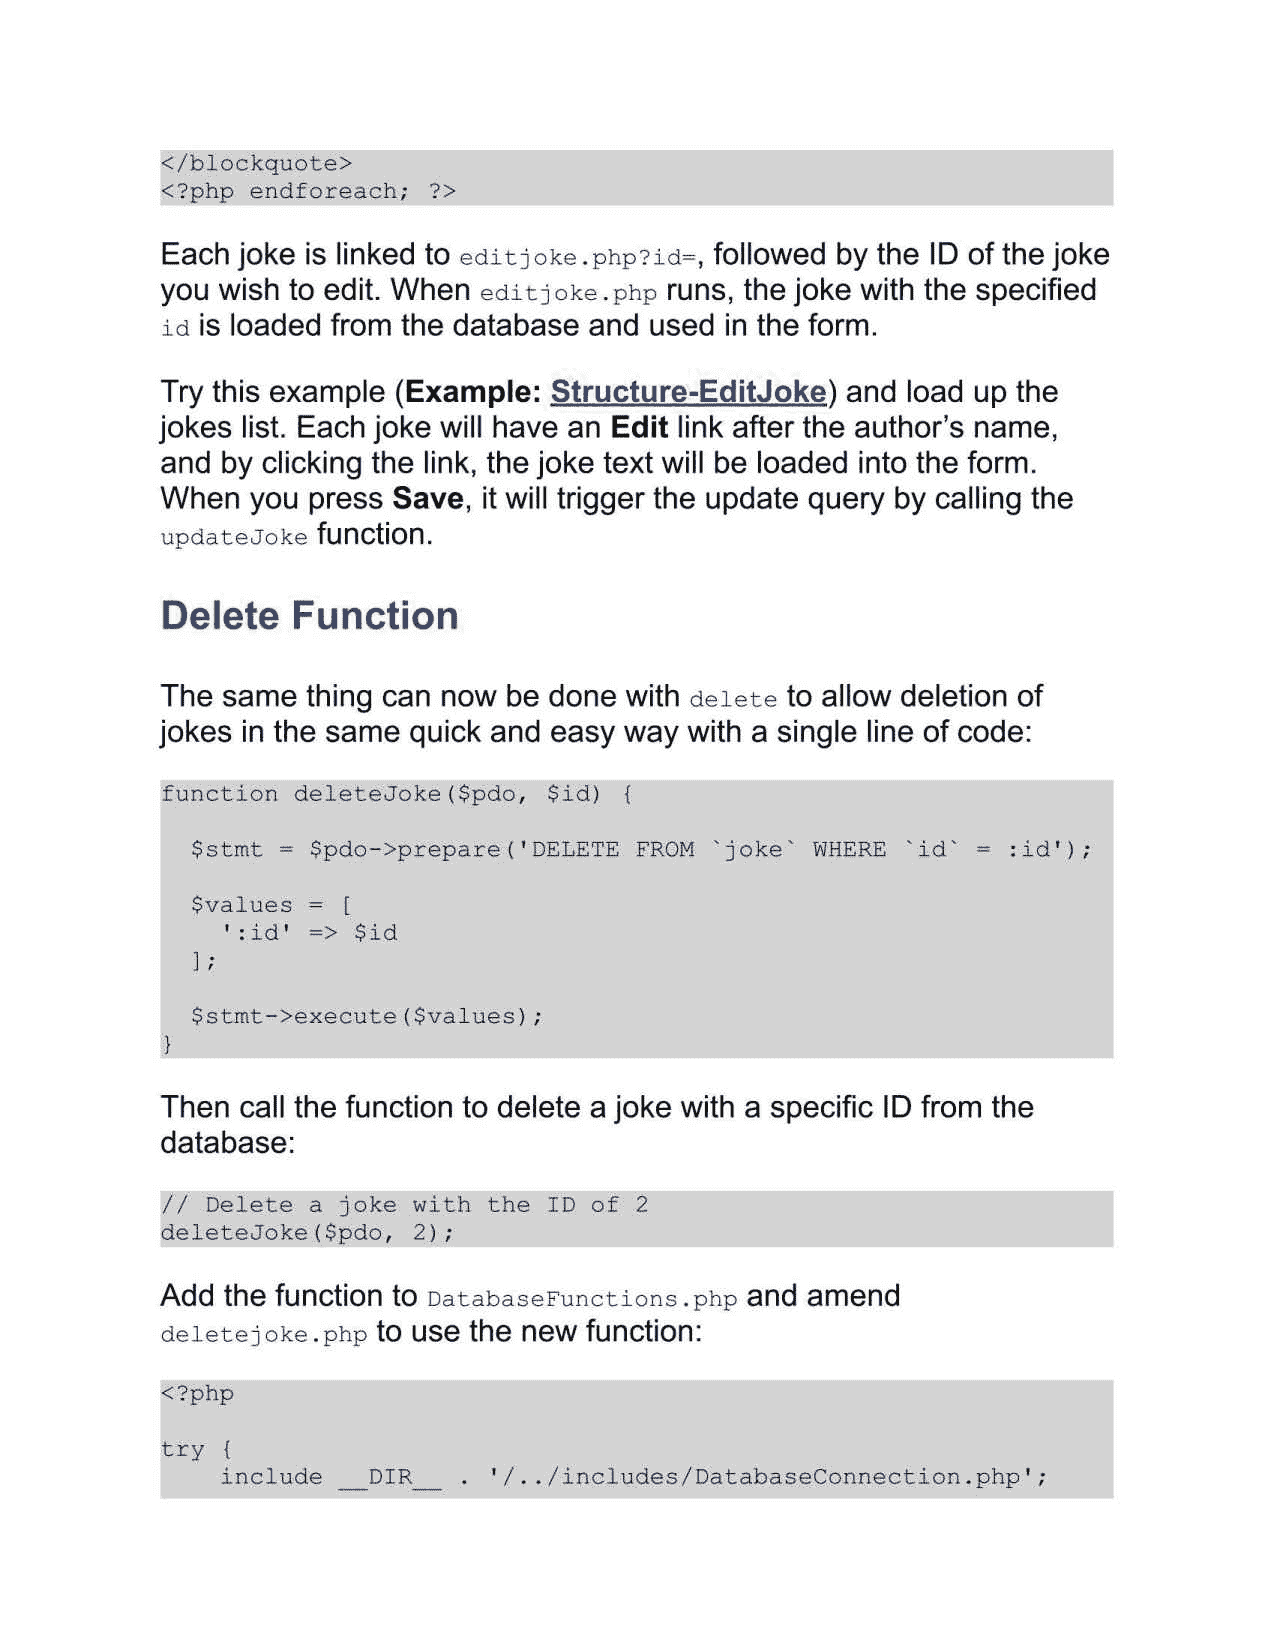 </blockquote>
<?php endforeach; ?>
Each joke is linked to editjoke.php?id=, followed by the ID of the joke
you wish to edit. When editjoke.php runs, the joke with the specified
id is loaded from the database and used in the form.
Try this example (Example: Structure-EditJoke) and load up the
jokes list. Each joke will have an Edit link after the author's name,
and by clicking the link, the joke text will be loaded into the form.
When you press Save, it will trigger the update query by calling the
updateJoke function.
Delete Function
The same thing can now be done with delete to allow deletion of
jokes in the same quick and easy way with a single line of code:
function deleteJoke($pdo, $id) {
$stmt = $pdo->prepare('DELETE FROM `joke` WHERE `id` = :id');
$values = [
':id' => $id
];
$stmt->execute($values);
}
Then call the function to delete a joke with a specific ID from the
database:
// Delete a joke with the ID of 2
deleteJoke($pdo, 2);
Add the function to DatabaseFunctions.php and amend
deletejoke.php to use the new function:
<?php
try {
include __DIR__ . '/../includes/DatabaseConnection.php';